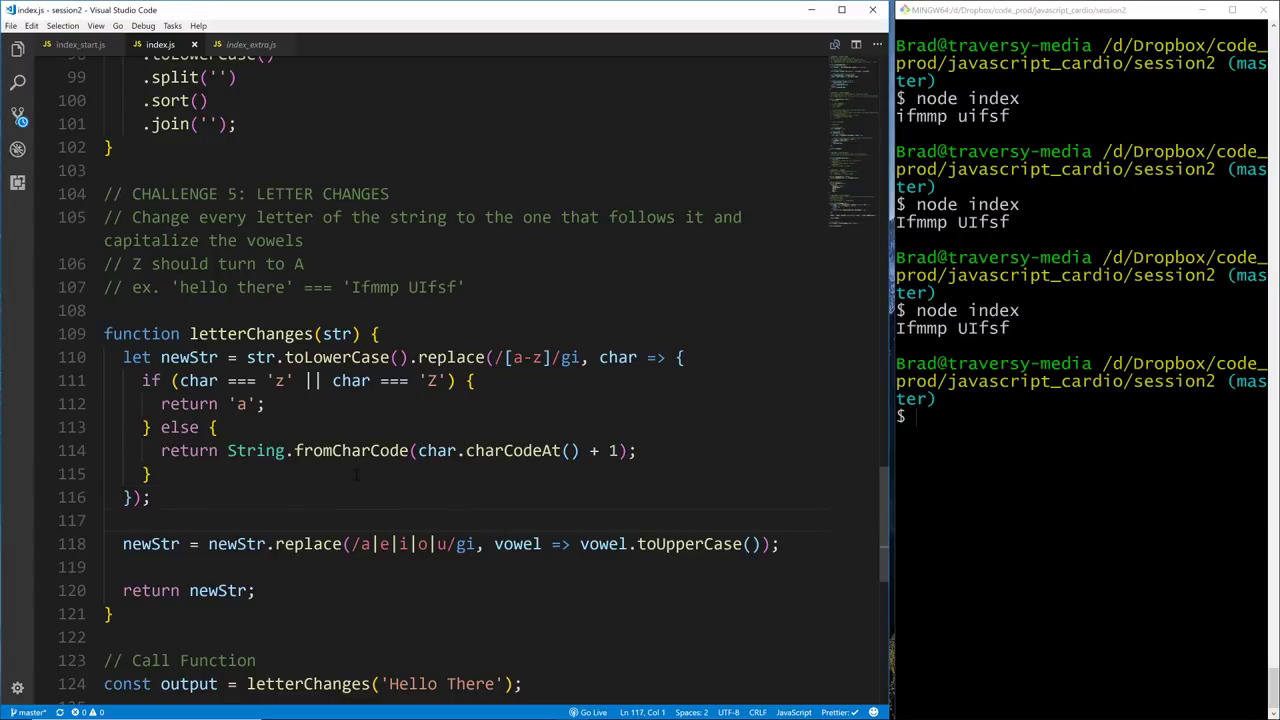 index.js - session2 - Visual Studio Code
File Edit Selection View Go Debug Tasks Help
index_start.js index.js × index_extra.js
98 .toLowerCase()
99 .split('')
100 .sort()
101 .join('');
102 }
103
104 // CHALLENGE 5: LETTER CHANGES
105 // Change every letter of the string to the one that follows it and
capitalize the vowels
106 // Z should turn to A
107 // ex. 'hello there' === 'Ifmmp UIfsf'
108
109 function letterChanges(str) {
110 let newStr = str.toLowerCase().replace(/[a-z]/gi, char => {
111 if (char === 'z' || char === 'Z') {
112 return 'a';
113 } else {
114 return String.fromCharCode(char.charCodeAt() + 1);
115 }
116 });
117
118 newStr = newStr.replace(/a|e|i|o|u/gi, vowel => vowel.toUpperCase());
119
120 return newStr;
121 }
122
123 // Call Function
124 const output = letterChanges('Hello There');
master* 0 0 Go Live Ln 117, Col 1 Spaces: 2 UTF-8 CRLF JavaScript Prettier: ✓
MINGW64:/d/Dropbox/code_prod/javascript_cardio/session2
Brad@traversy-media /d/Dropbox/code_
prod/javascript_cardio/session2 (mas
ter)
$ node index
ifmmp uifsf
Brad@traversy-media /d/Dropbox/code_
prod/javascript_cardio/session2 (mas
ter)
$ node index
Ifmmp UIfsf
Brad@traversy-media /d/Dropbox/code_
prod/javascript_cardio/session2 (mas
ter)
$ node index
Ifmmp UIfsf
Brad@traversy-media /d/Dropbox/code_
prod/javascript_cardio/session2 (mas
ter)
$